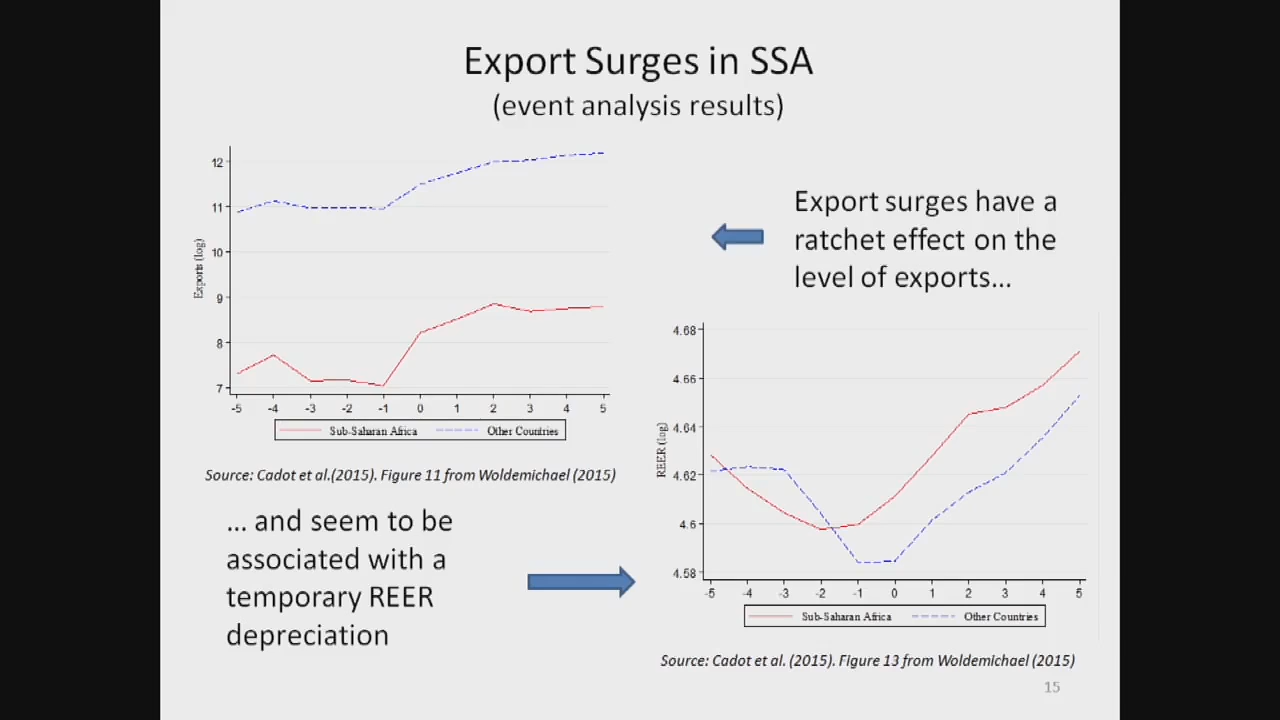 Export Surges in SSA
(event analysis results)
12
11
10
9
8
7
Exports (log)
-5 -4 -3 -2 -1 0 1 2 3 4 5
Sub-Saharan Africa Other Countries
Source: Cadot et al.(2015). Figure 11 from Woldemichael (2015)
Export surges have a
ratchet effect on the
level of exports...
... and seem to be
associated with a
temporary REER
depreciation
4.68
4.66
4.64
4.62
4.6
4.58
REER (log)
-5 -4 -3 -2 -1 0 1 2 3 4 5
Sub-Saharan Africa Other Countries
Source: Cadot et al. (2015). Figure 13 from Woldemichael (2015)
15